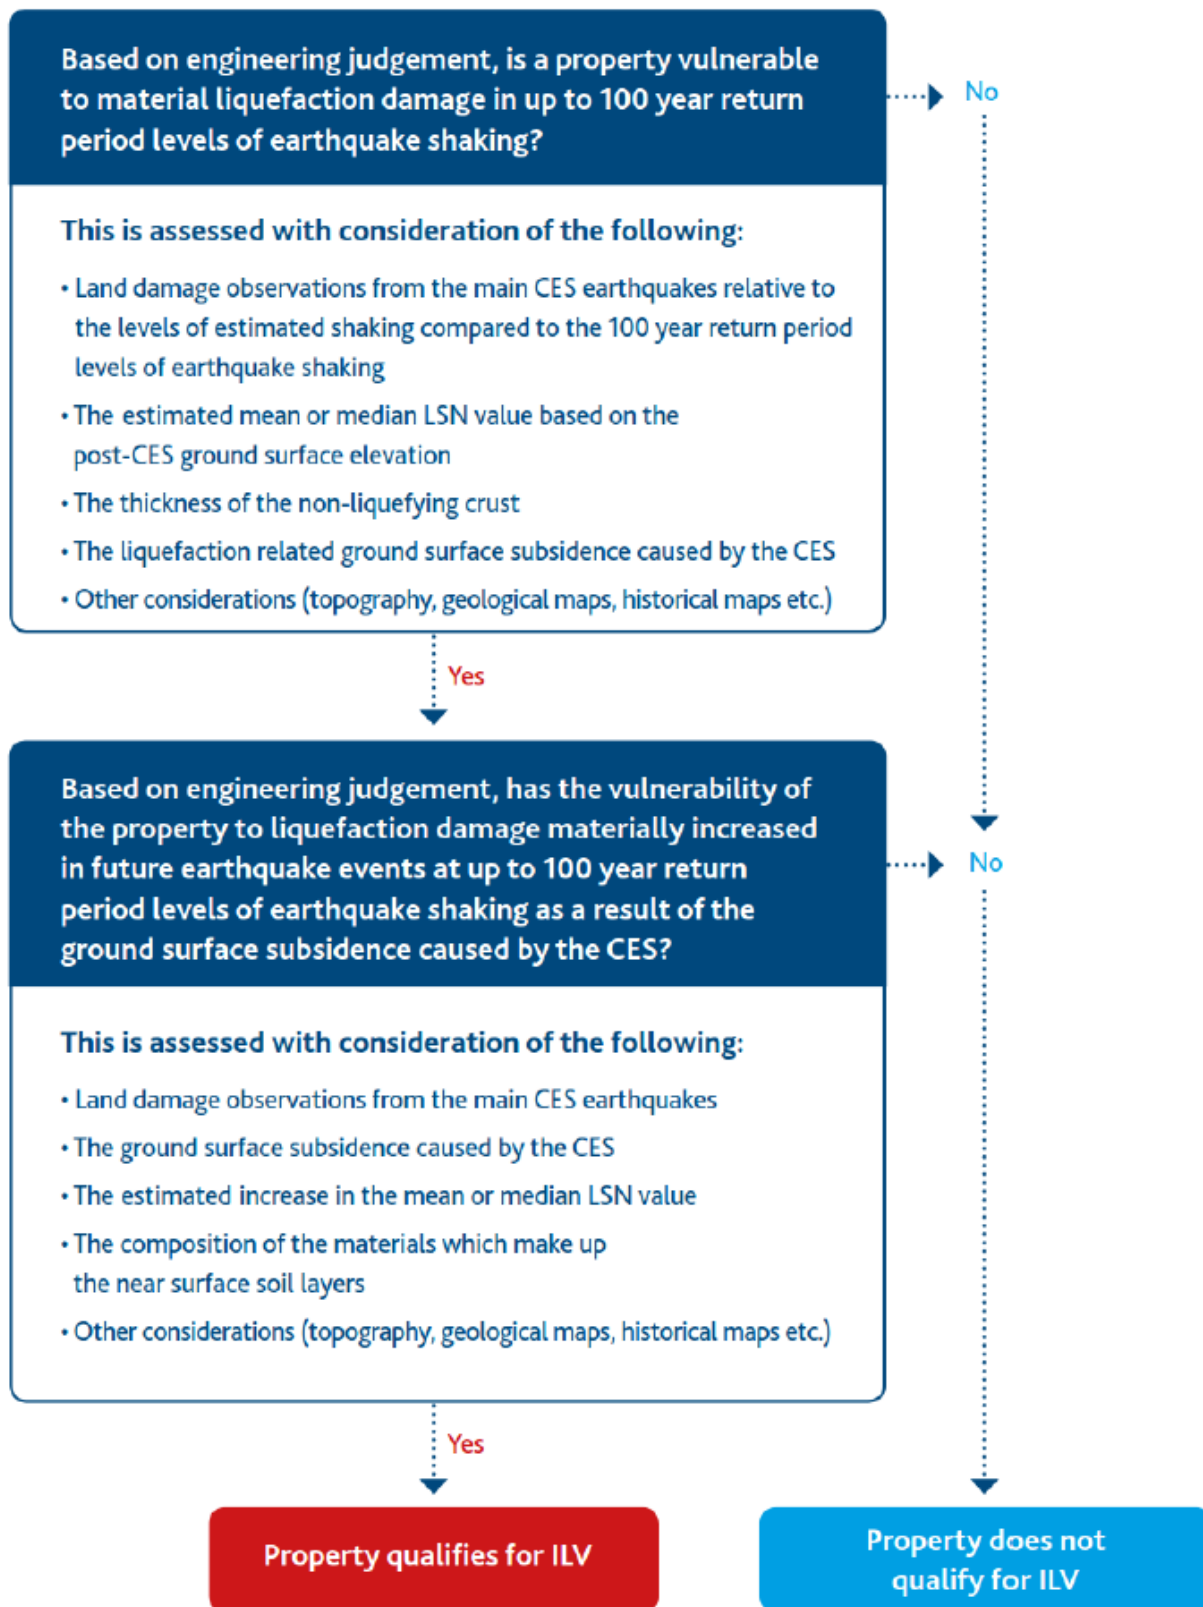 Based on engineering judgement, is a property vulnerable
to material liquefaction damage in up to 100 year return
period levels of earthquake shaking?
No
This is assessed with consideration of the following:
• Land damage observations from the main CES earthquakes relative to
the levels of estimated shaking compared to the 100 year return period
levels of earthquake shaking
• The estimated mean or median LSN value based on the
post-CES ground surface elevation
• The thickness of the non-liquefying crust
• The liquefaction related ground surface subsidence caused by the CES
• Other considerations (topography, geological maps, historical maps etc.)
Yes
Based on engineering judgement, has the vulnerability of
the property to liquefaction damage materially increased
in future earthquake events at up to 100 year return
period levels of earthquake shaking as a result of the
ground surface subsidence caused by the CES?
No
This is assessed with consideration of the following:
• Land damage observations from the main CES earthquakes
• The ground surface subsidence caused by the CES
• The estimated increase in the mean or median LSN value
• The composition of the materials which make up
the near surface soil layers
• Other considerations (topography, geological maps, historical maps etc.)
Yes
Property qualifies for ILV
Property does not
qualify for ILV